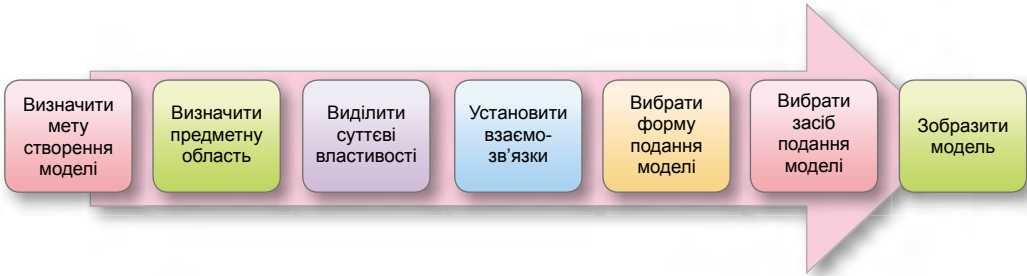 Визначити
мету
створення
моделі
Визначити
предметну
область
Виділити
суттєві
властивості
Установити
взаємо-
зв’язки
Вибрати
форму
подання
моделі
Вибрати
засіб
подання
моделі
Зобразити
модель